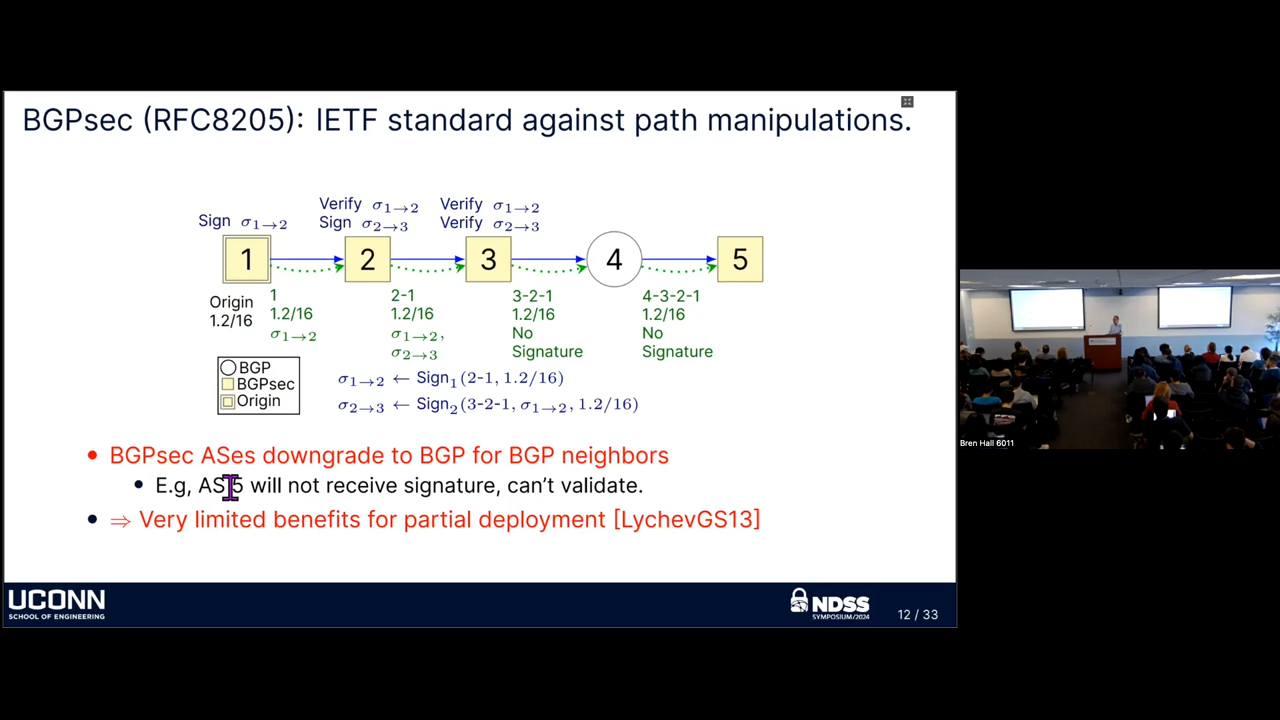 BGPsec (RFC8205): IETF standard against path manipulations.
Sign σ1→2
Verify σ1→2
Sign σ2→3
Verify σ1→2
Verify σ2→3
1
2
3
4
5
Origin
1.2/16
1
1.2/16
σ1→2
2-1
1.2/16
σ1→2,
σ2→3
3-2-1
1.2/16
No
Signature
4-3-2-1
1.2/16
No
Signature
BGP
BGPsec
Origin
σ1→2 ← Sign1(2-1, 1.2/16)
σ2→3 ← Sign2(3-2-1, σ1→2, 1.2/16)
• BGPsec ASes downgrade to BGP for BGP neighbors
• E.g, AS 5 will not receive signature, can't validate.
• ⇒ Very limited benefits for partial deployment [LychevGS13]
UCONN
SCHOOL OF ENGINEERING
NDSS
SYMPOSIUM/2024
12 / 33
Bren Hall 6011